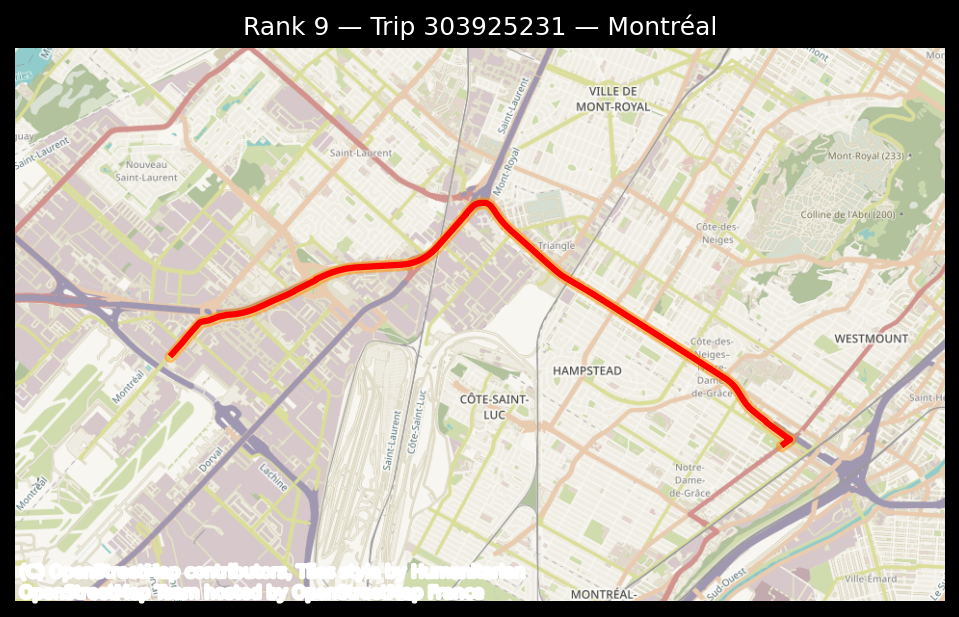 Rank 9 — Trip 303925231 — Montréal
VILLE DE
MONT-ROYAL
Saint-Laurent
Mont-Royal
Saint-Laurent
Saint-Laurent
Nouveau
Saint-Laurent
Mont-Royal (233)
Colline de l'Abri (200)
Côte-des-
Neiges
Triangle
WESTMOUNT
Côte-des-
Neiges–
Notre-
Dame-
de-Grâce
HAMPSTEAD
CÔTE-SAINT-
LUC
Montréal
Saint-Laurent
Côte-Saint-Luc
Dorval
Lachine
Montréal
Notre-
Dame-
de-Grâce
Sud-Ouest
Ville-Émard
MONTRÉAL-
(C) OpenStreetMap contributors, Tiles style by Humanitarian
OpenStreetMap Team hosted by OpenStreetMap France